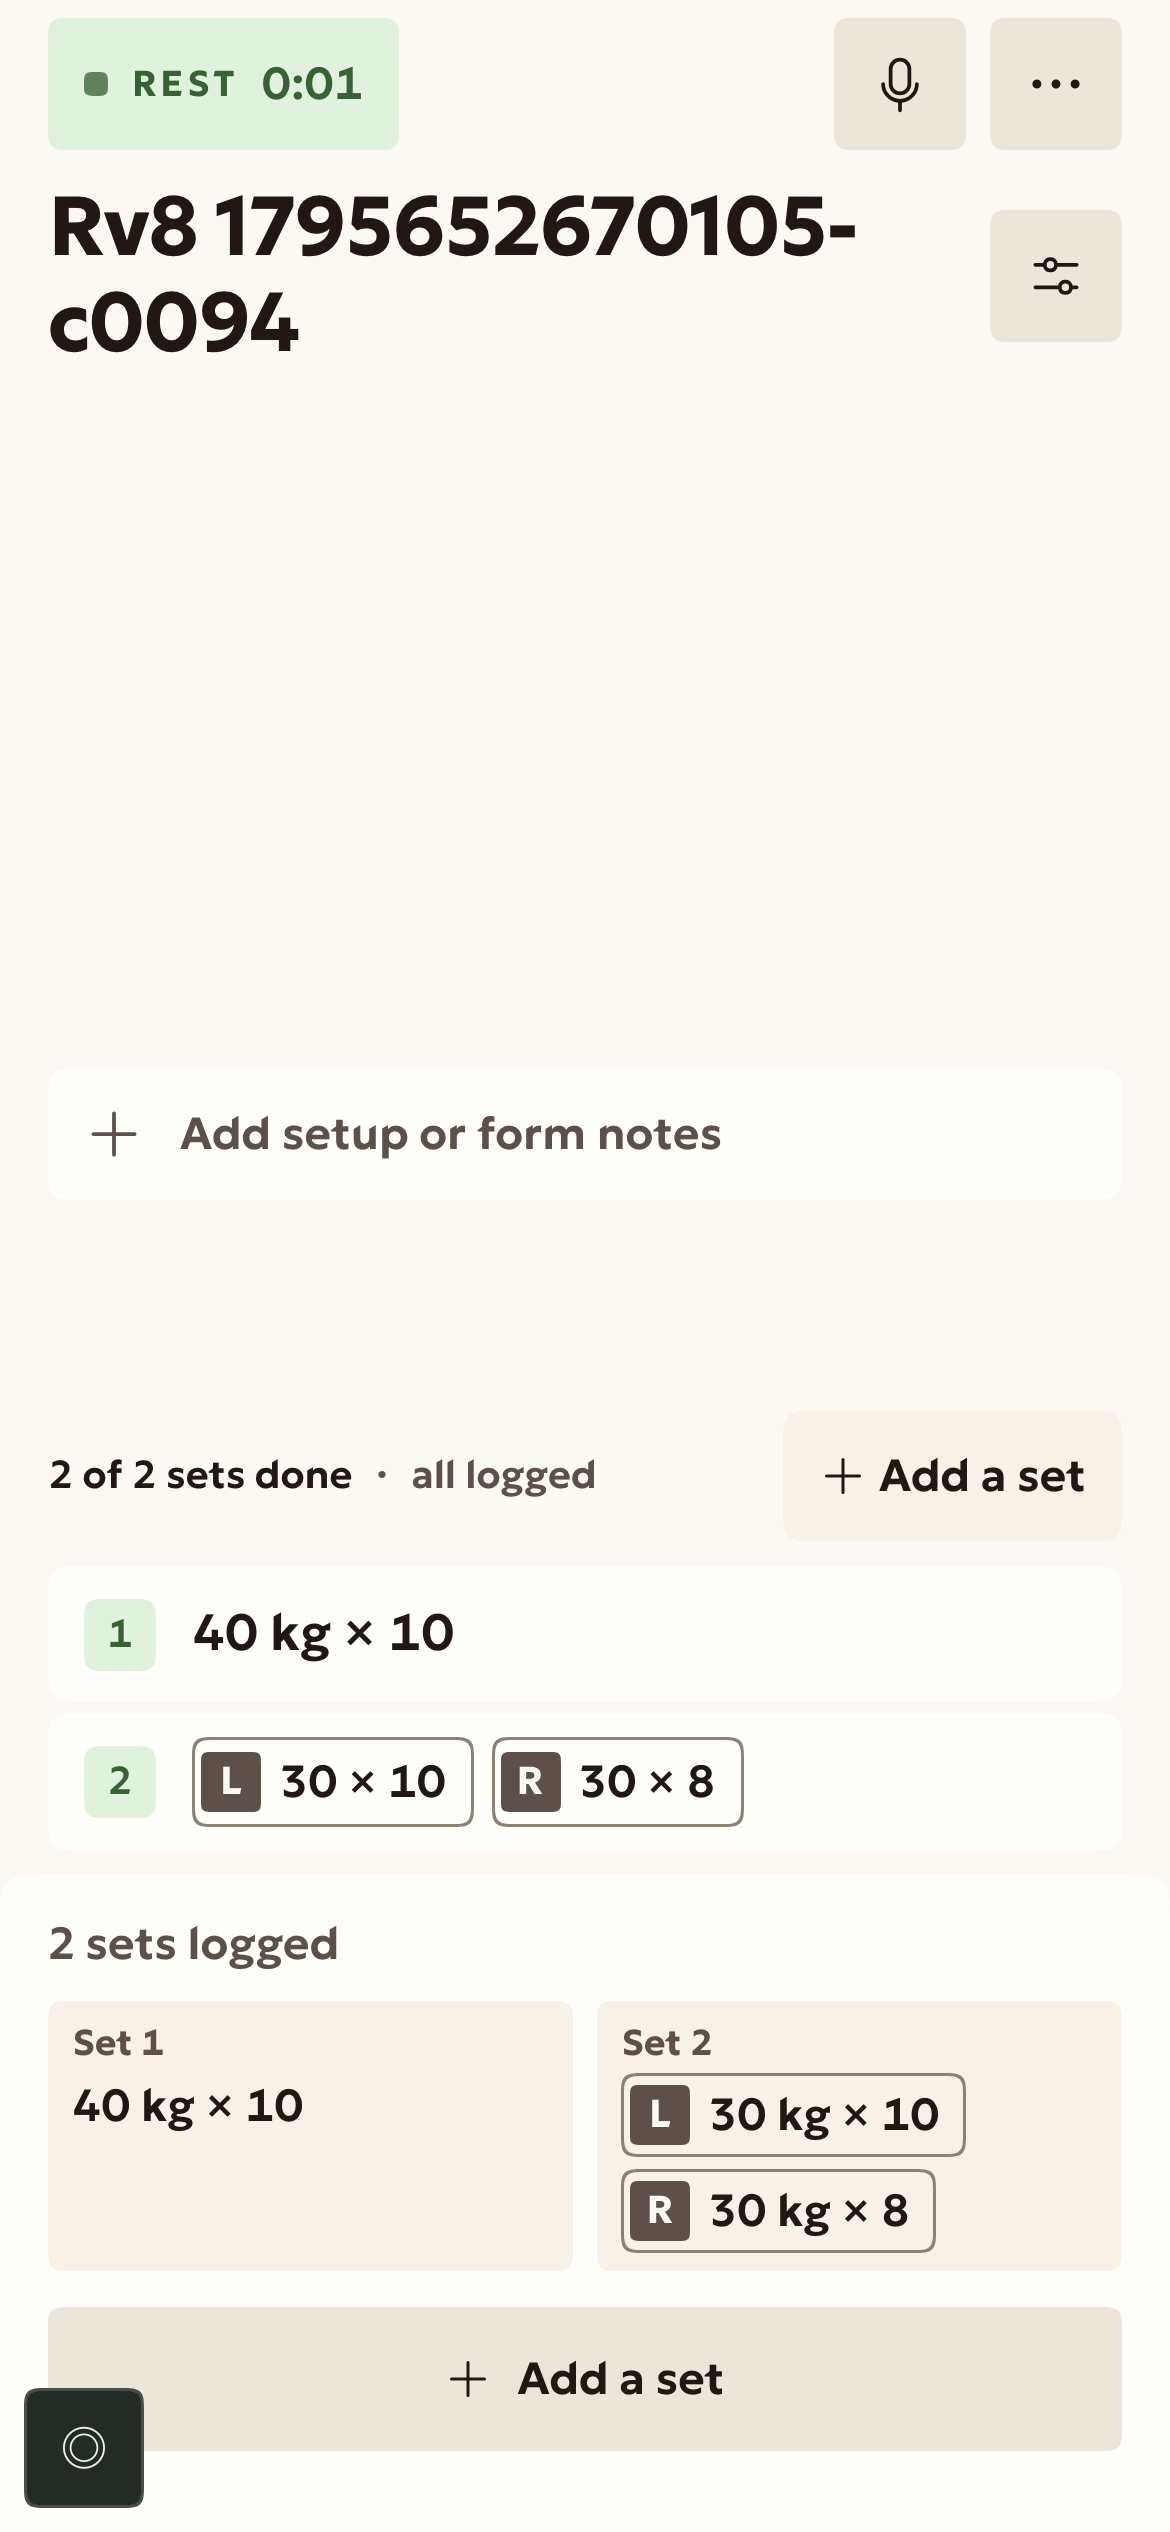 REST 0:01
Rv8 1795652670105-
c0094
Add setup or form notes
2 of 2 sets done · all logged
+ Add a set
1 40 kg × 10
2 L 30 × 10 R 30 × 8
2 sets logged
Set 1
40 kg × 10
Set 2
L 30 kg × 10
R 30 kg × 8
+ Add a set